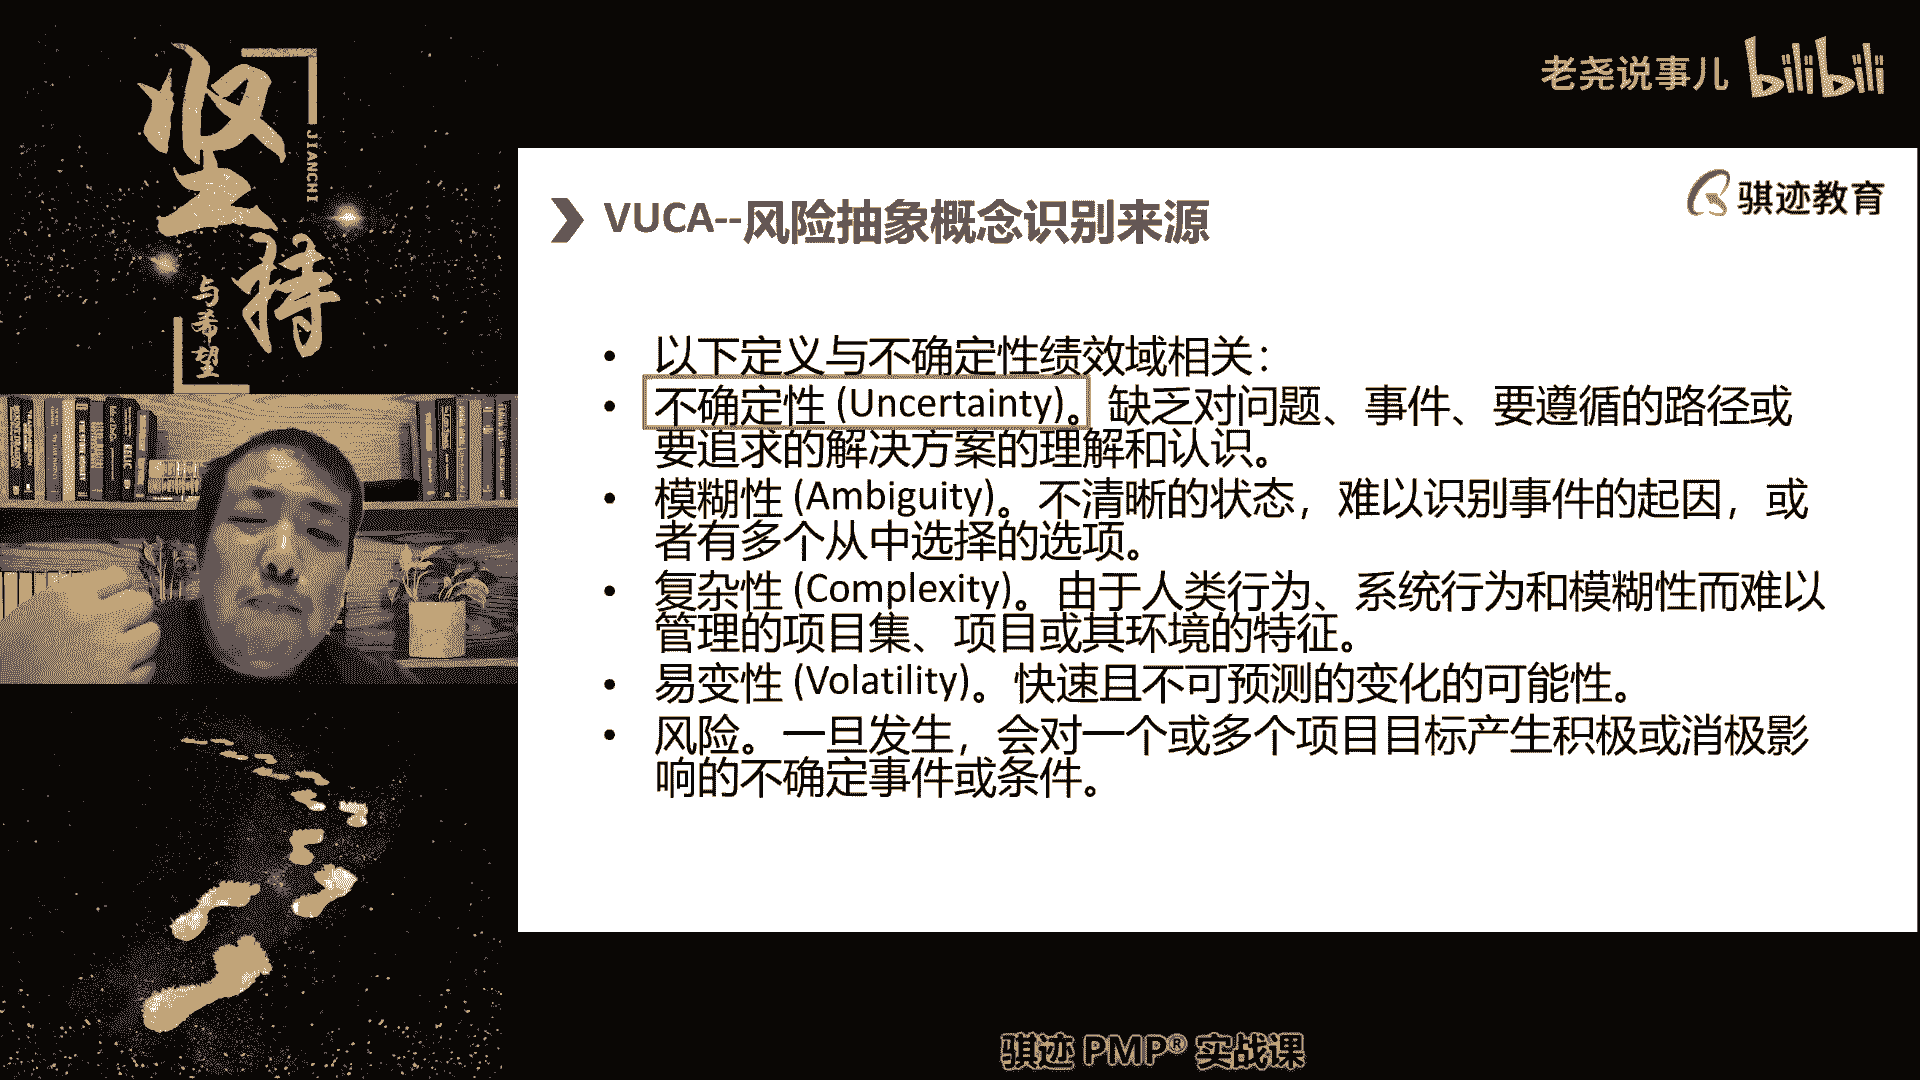 坚持
JIANCHI
与希望
老尧说事儿 bilibili
骐迹教育
VUCA--风险抽象概念识别来源
• 以下定义与不确定性绩效域相关：
• 不确定性 (Uncertainty)。缺乏对问题、事件、要遵循的路径或
要追求的解决方案的理解和认识。
• 模糊性 (Ambiguity)。不清晰的状态，难以识别事件的起因，或
者有多个从中选择的选项。
• 复杂性 (Complexity)。由于人类行为、系统行为和模糊性而难以
管理的项目集、项目或其环境的特征。
• 易变性 (Volatility)。快速且不可预测的变化的可能性。
• 风险。一旦发生，会对一个或多个项目目标产生积极或消极影
响的不确定事件或条件。
骐迹 PMP® 实战课